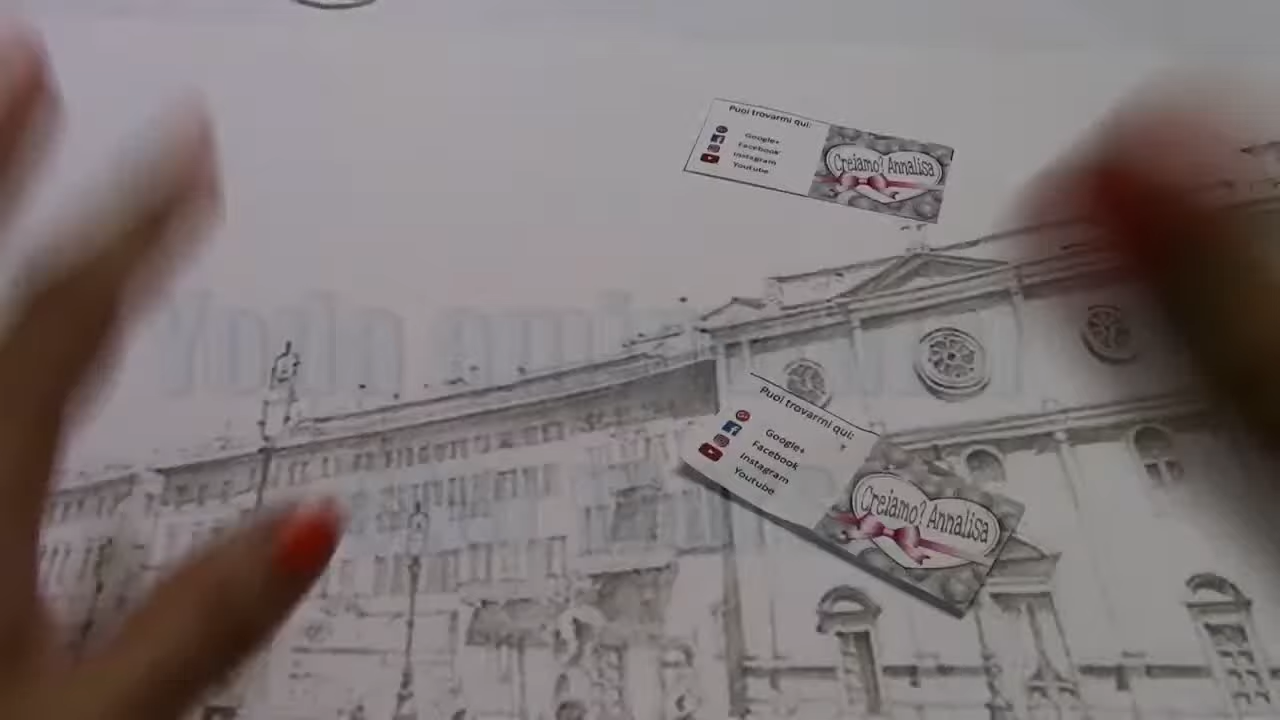 Puoi trovarmi qui:
Google+
Facebook
Instagram
Youtube
Creiamo? Annalisa
Puoi trovarmi qui:
Google+
Facebook
Instagram
Youtube
Creiamo? Annalisa